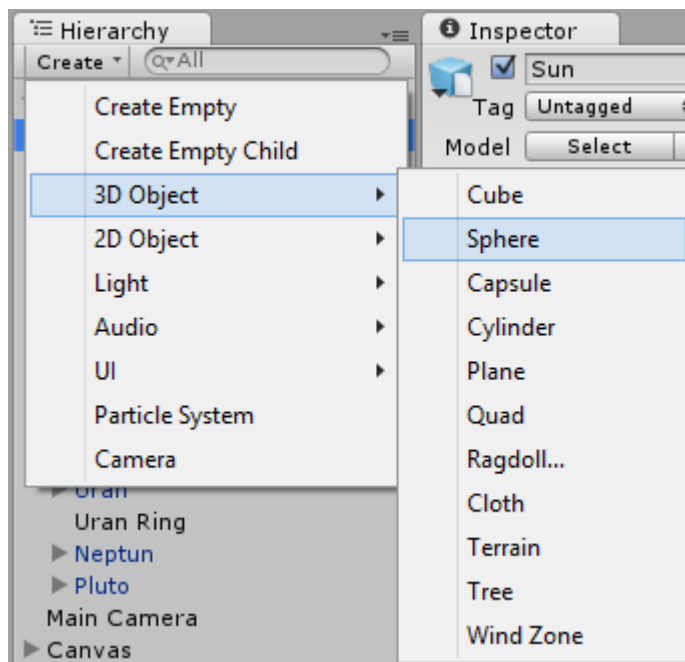 Hierarchy
Create
All
Create Empty
Create Empty Child
3D Object
2D Object
Light
Audio
UI
Particle System
Camera
Uran
Uran Ring
Neptun
Pluto
Main Camera
Canvas
Inspector
Sun
Tag Untagged
Model Select
Cube
Sphere
Capsule
Cylinder
Plane
Quad
Ragdoll...
Cloth
Terrain
Tree
Wind Zone